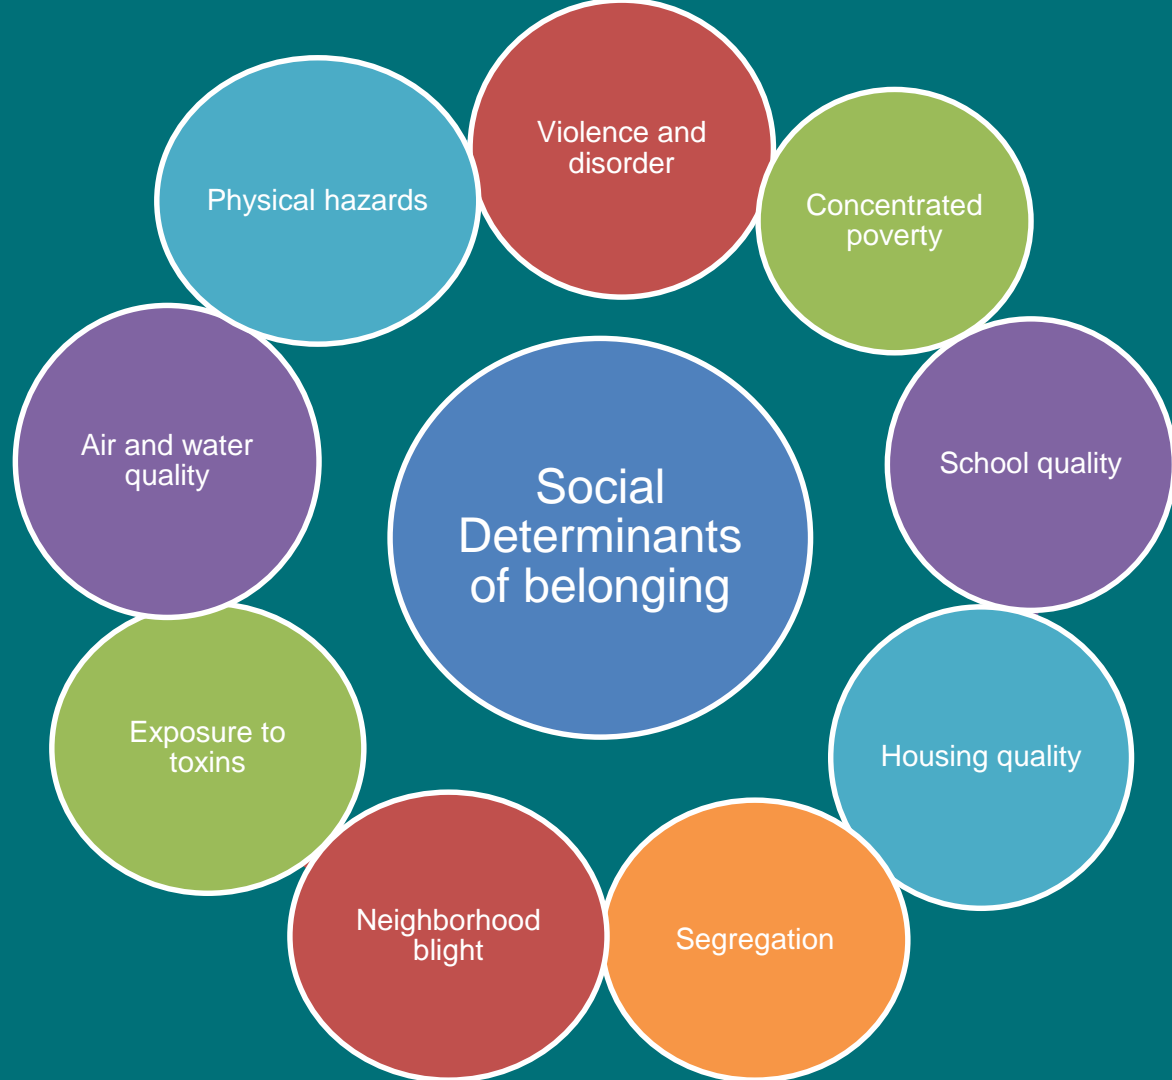 Violence and
disorder
Concentrated
poverty
School quality
Housing quality
Segregation
Neighborhood
blight
Exposure to
toxins
Air and water
quality
Physical hazards
Social
Determinants
of belonging